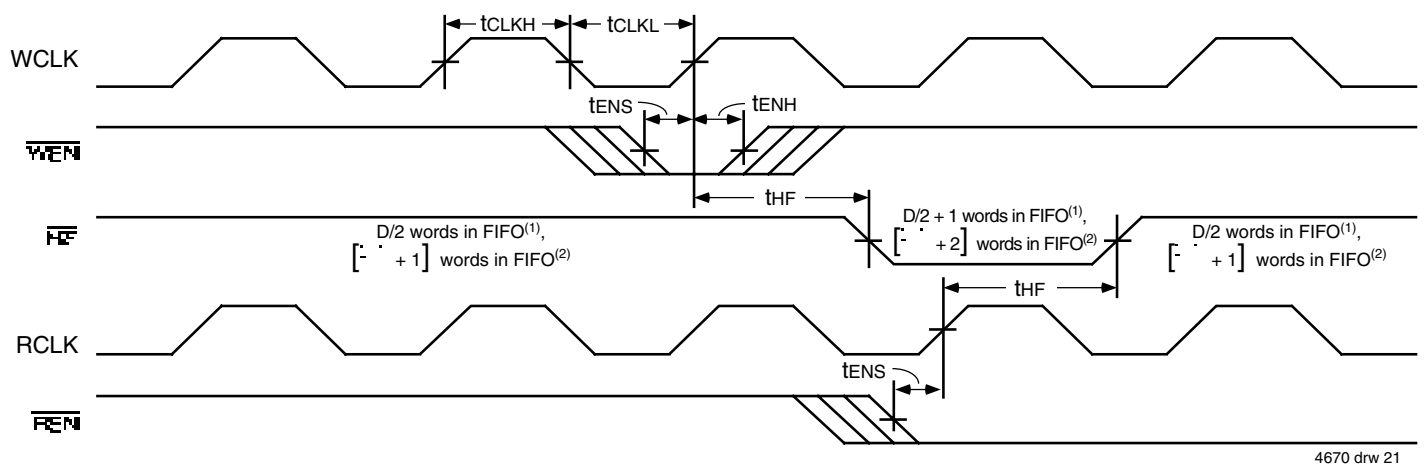 tCLKH tCLKL
WCLK
tENS tENH
WEN
tHF
HF
D/2 words in FIFO(1),
[ + 1] words in FIFO(2)
D/2 + 1 words in FIFO(1),
[ + 2] words in FIFO(2)
D/2 words in FIFO(1),
[ + 1] words in FIFO(2)
tHF
RCLK
tENS
REN
4670 drw 21